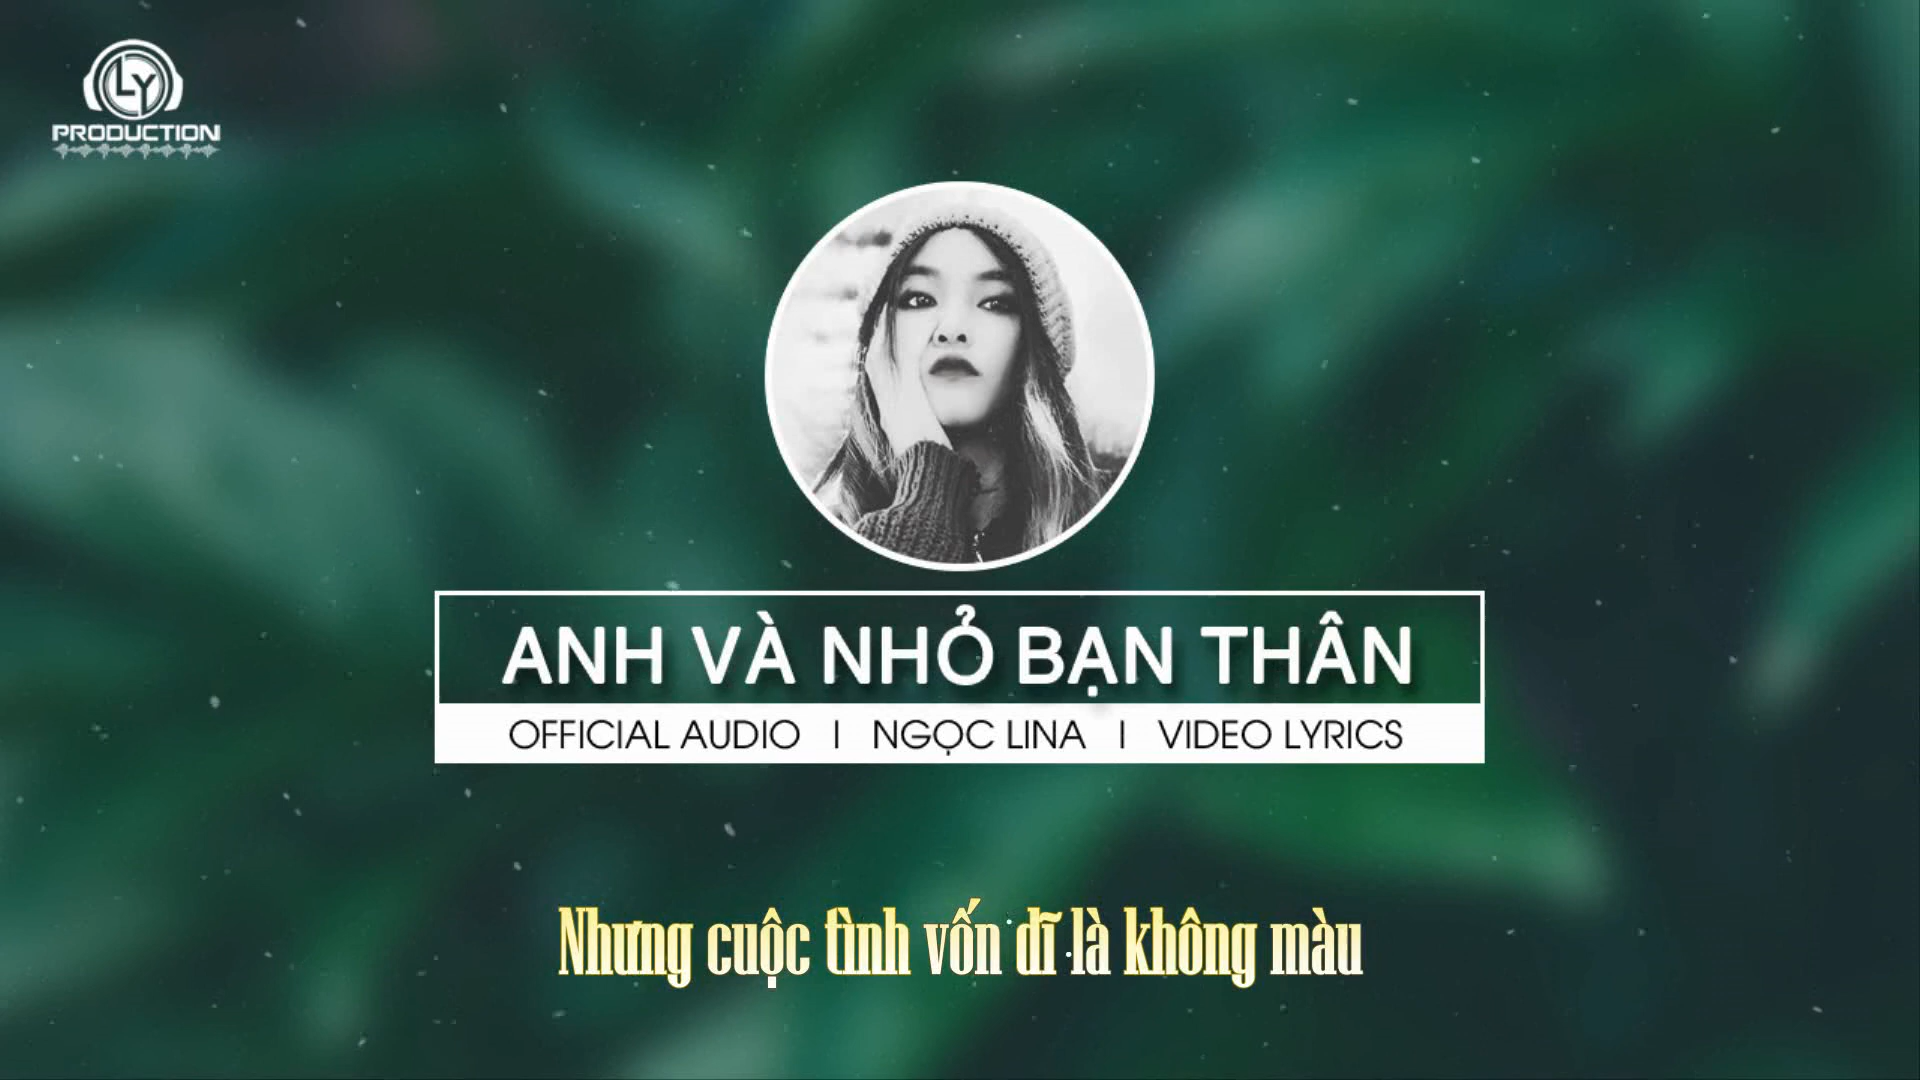 LY
PRODUCTION
ANH VÀ NHỎ BẠN THÂN
OFFICIAL AUDIO | NGỌC LINA | VIDEO LYRICS
Nhưng cuộc tình vốn dĩ là không màu